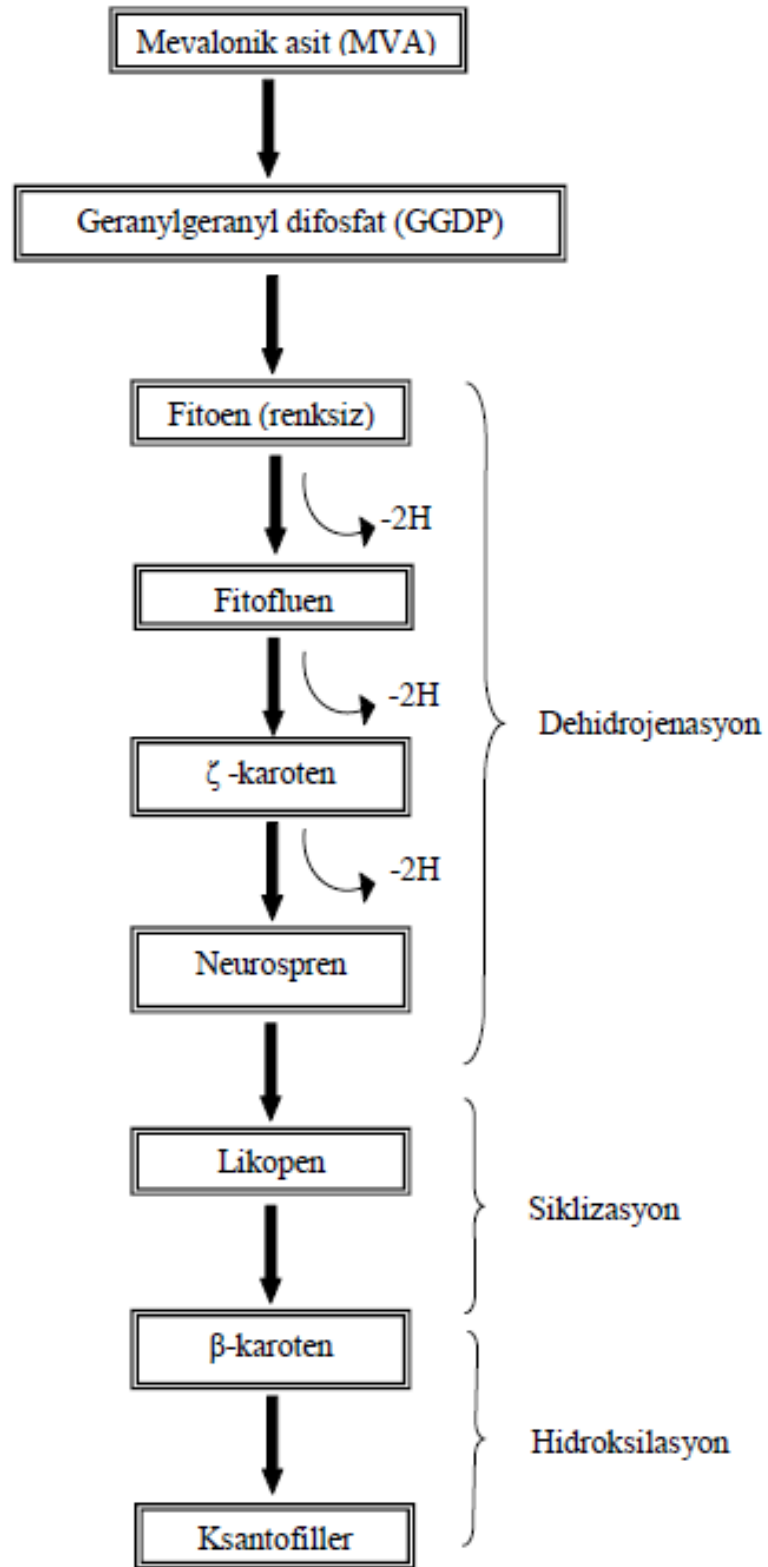 Mevalonik asit (MVA)
Geranylgeranyl difosfat (GGDP)
Fitoen (renksiz)
-2H
Fitofluen
-2H
Dehidrojenasyon
ζ -karoten
-2H
Neurospren
Likopen
Siklizasyon
β-karoten
Hidroksilasyon
Ksantofiller